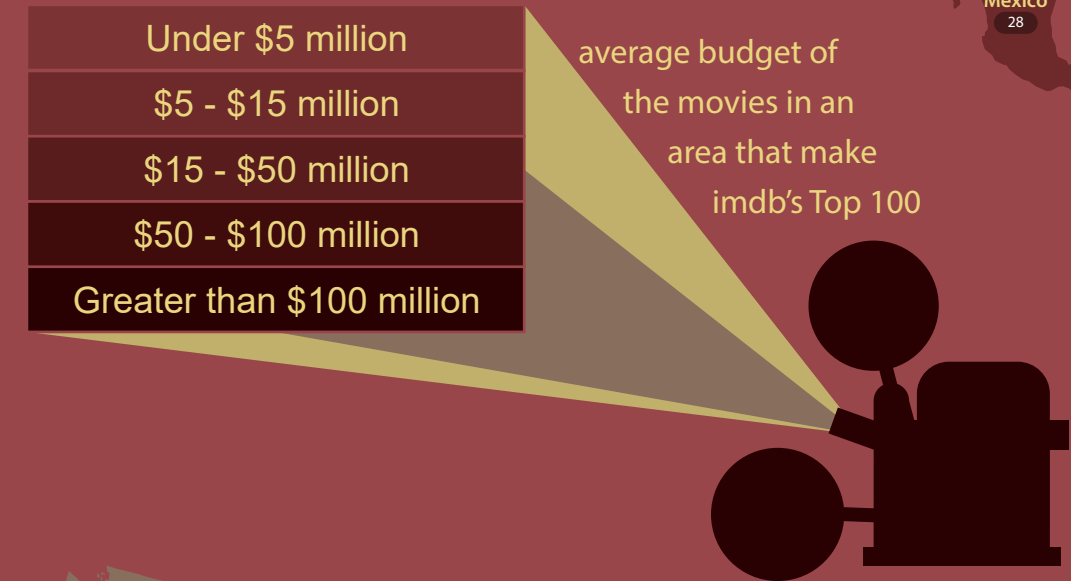 Under $5 million
$5 - $15 million
$15 - $50 million
$50 - $100 million
Greater than $100 million
average budget of
the movies in an
area that make
imdb's Top 100
Mexico
28